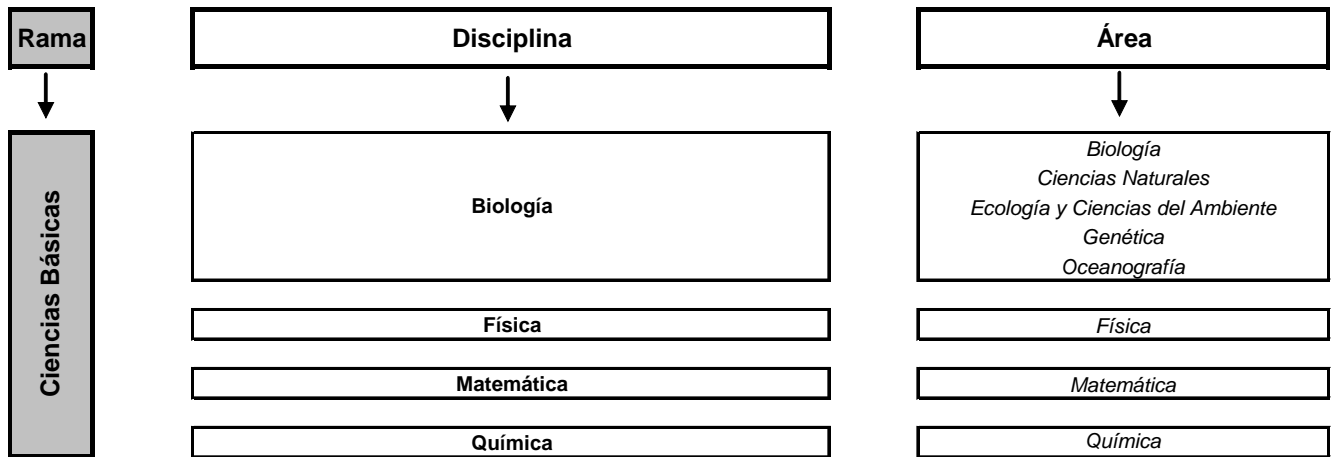 Rama
Disciplina
Área
Ciencias Básicas
Biología
Biología
Ciencias Naturales
Ecología y Ciencias del Ambiente
Genética
Oceanografía
Física
Física
Matemática
Matemática
Química
Química